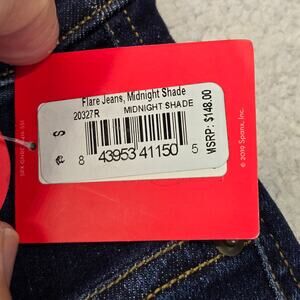 Flare Jeans, Midnight Shade
20327R MIDNIGHT SHADE
S
8 43953 41150 5
MSRP: $148.00
© 2019 Spanx, Inc.